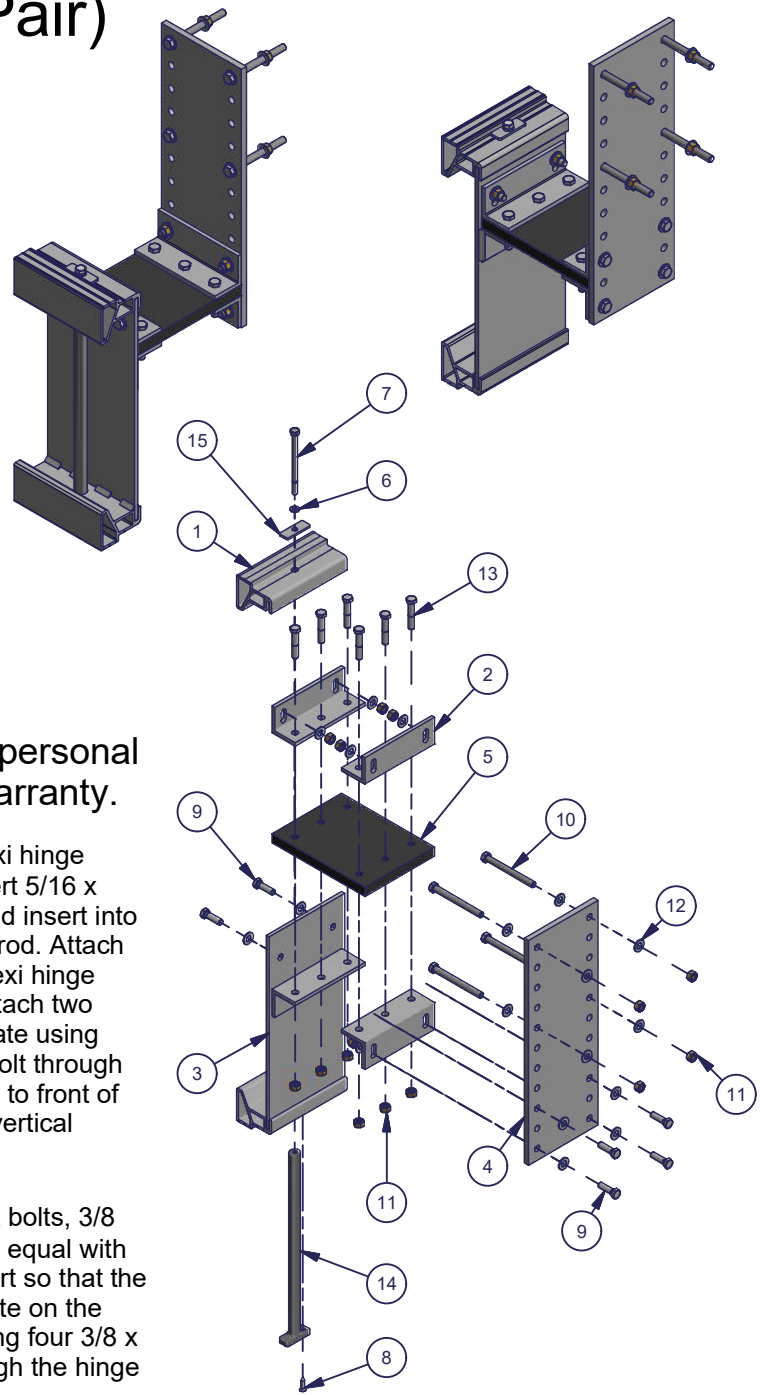 Pair)
7
15
6
1
13
2
personal
arranty.
5
9
10
xi hinge
ert 5/16 x
d insert into
rod. Attach
exi hinge
tach two
ate using
olt through
to front of
vertical
12
3
11
4
11
9
bolts, 3/8
equal with
rt so that the
te on the
ng four 3/8 x
gh the hinge
14
8